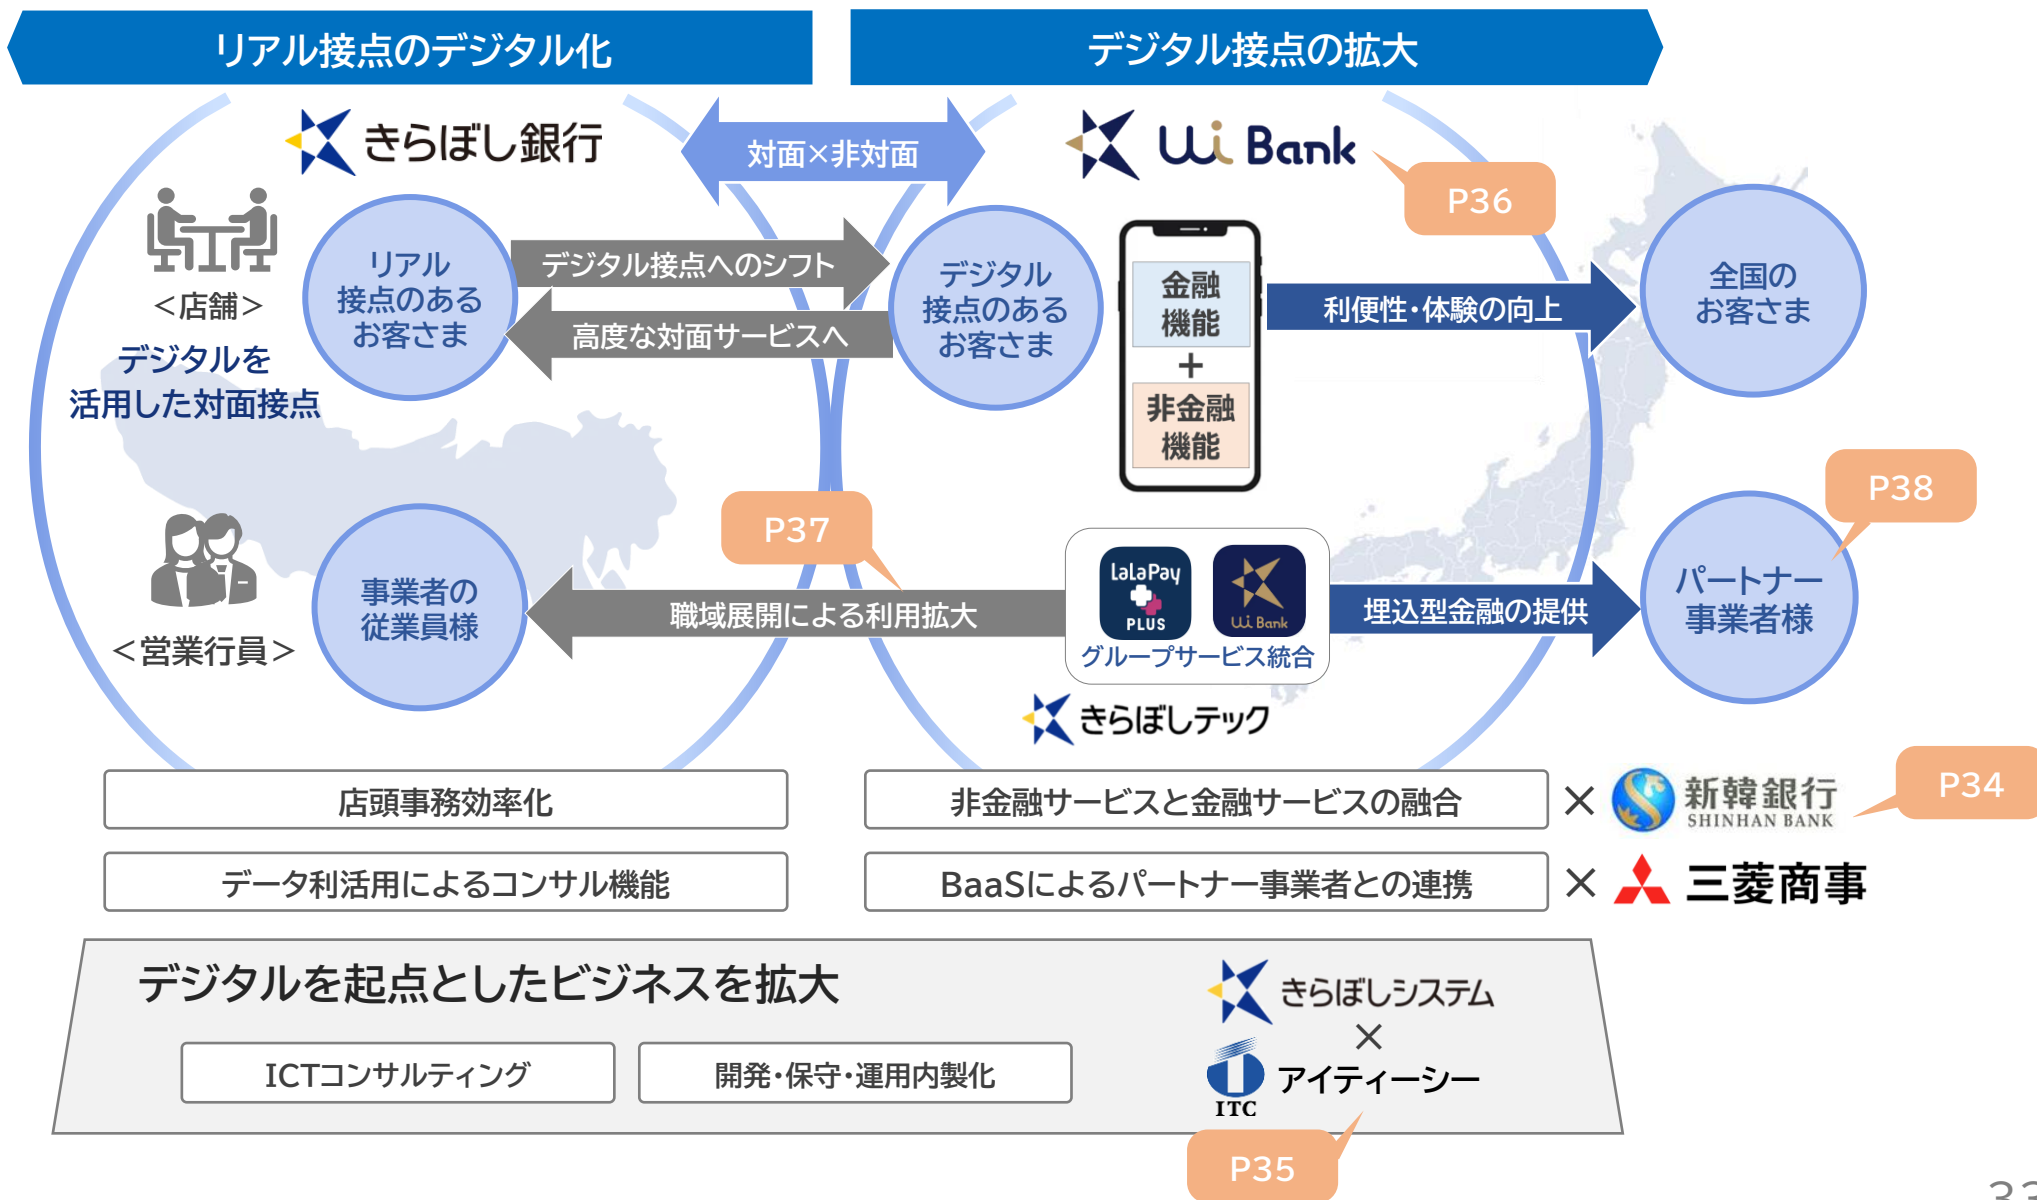 リアル接点のデジタル化
デジタル接点の拡大
きらぼし銀行
対面×非対面
UI Bank
P36
<店舗>
デジタルを
活用した対面接点
リアル
接点のある
お客さま
デジタル接点へのシフト
高度な対面サービスへ
デジタル
接点のある
お客さま
金融
機能
+
非金融
機能
利便性・体験の向上
全国の
お客さま
P37
P38
<営業行員>
事業者の
従業員様
職域展開による利用拡大
LaLa Pay
PLUS
UI Bank
グループサービス統合
埋込型金融の提供
パートナー
事業者様
きらぼしテック
店頭事務効率化
非金融サービスと金融サービスの融合
×
新韓銀行
SHINHAN BANK
P34
データ利活用によるコンサル機能
BaaSによるパートナー事業者との連携
×
三菱商事
デジタルを起点としたビジネスを拡大
ICTコンサルティング
開発・保守・運用内製化
きらぼしシステム
×
ITC
アイティーシー
P35